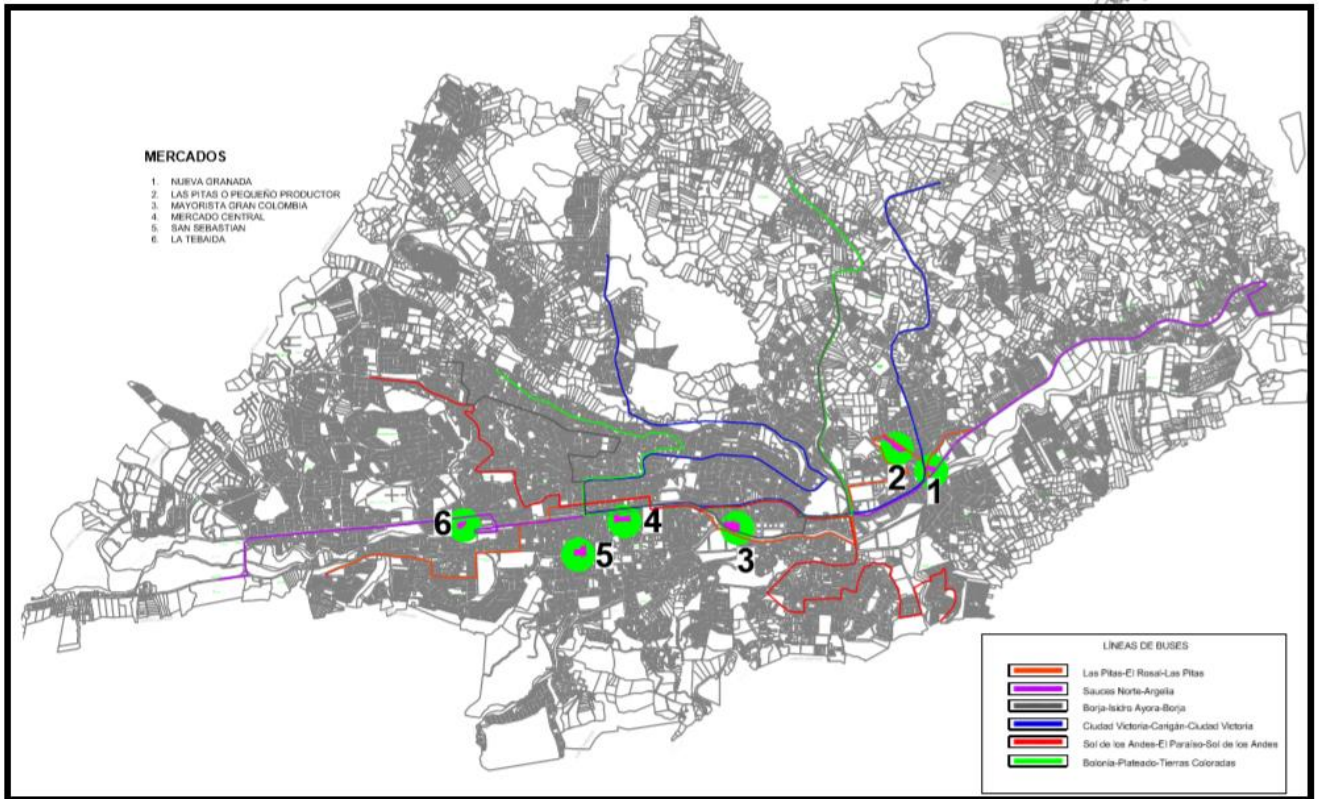 MERCADOS
1. NUEVA GRANADA
2. LAS PITAS O PEQUEÑO PRODUCTOR
3. MAYORISTA GRAN COLOMBIA
4. MERCADO CENTRAL
5. SAN SEBASTIAN
6. LA TEBAIDA
2
1
6
4
3
5
LÍNEAS DE BUSES
Las Pitas-El Rosal-Las Pitas
Sauces Norte-Argelia
Borja-Isidro Ayora-Borja
Ciudad Victoria-Carigán-Ciudad Victoria
Sol de los Andes-El Paraíso-Sol de los Andes
Bolonia-Plateado-Tierras Coloradas